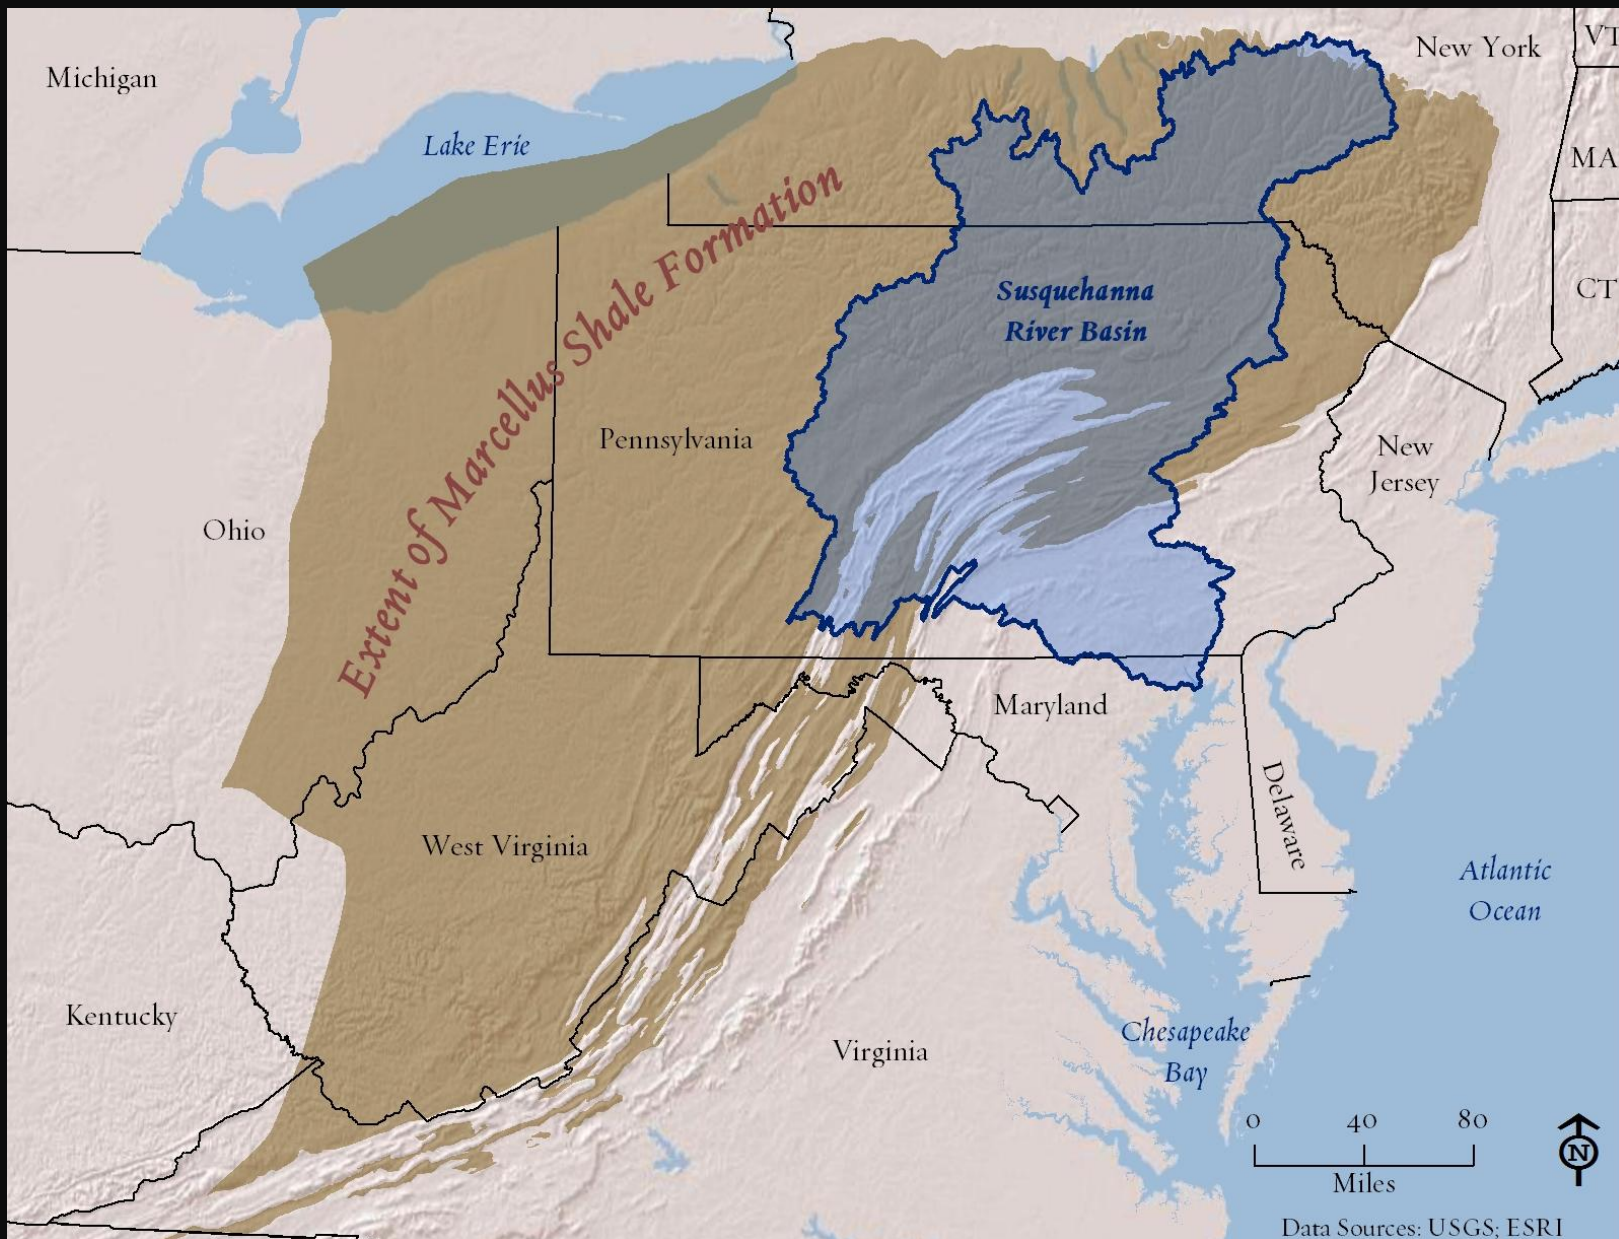 Michigan
New York
VT
Lake Erie
MA
Extent of Marcellus Shale Formation
Susquehanna
River Basin
CT
Pennsylvania
New
Jersey
Ohio
Maryland
Delaware
West Virginia
Atlantic
Ocean
Kentucky
Virginia
Chesapeake
Bay
0 40 80
Miles
N
Data Sources: USGS; ESRI